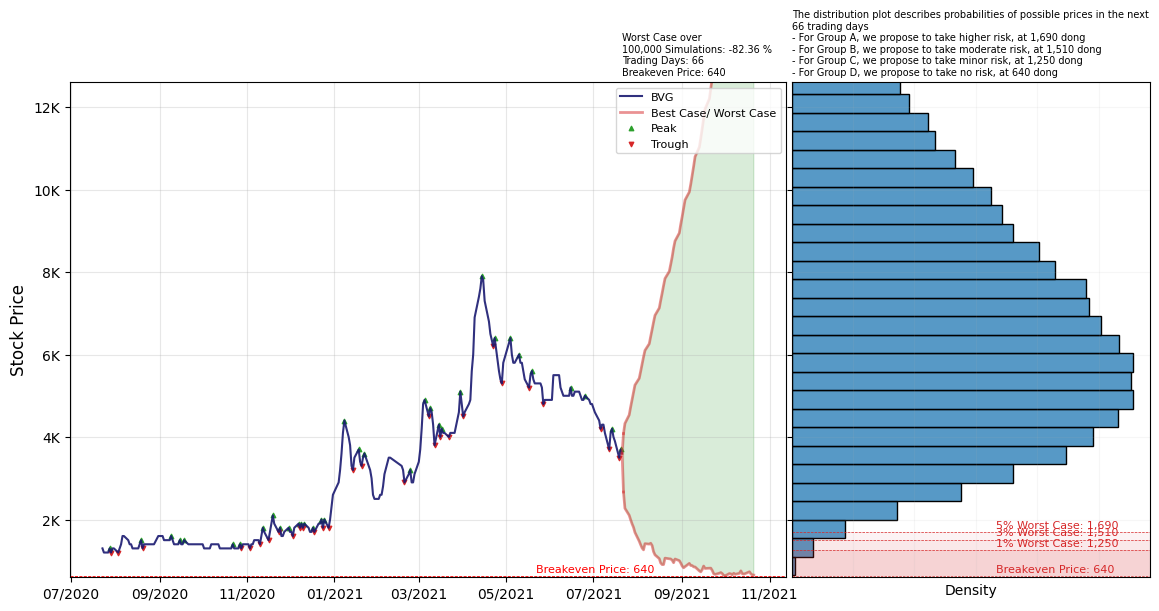 The distribution plot describes probabilities of possible prices in the next
66 trading days
- For Group A, we propose to take higher risk, at 1,690 dong
- For Group B, we propose to take moderate risk, at 1,510 dong
- For Group C, we propose to take minor risk, at 1,250 dong
- For Group D, we propose to take no risk, at 640 dong
Worst Case over
100,000 Simulations: -82.36 %
Trading Days: 66
Breakeven Price: 640
BVG
Best Case/ Worst Case
Peak
Trough
12K
10K
8K
6K
4K
2K
Stock Price
5% Worst Case: 1,690
3% Worst Case: 1,510
1% Worst Case: 1,250
Breakeven Price: 640
Breakeven Price: 640
07/2020
09/2020
11/2020
01/2021
03/2021
05/2021
07/2021
09/2021
11/2021
Density